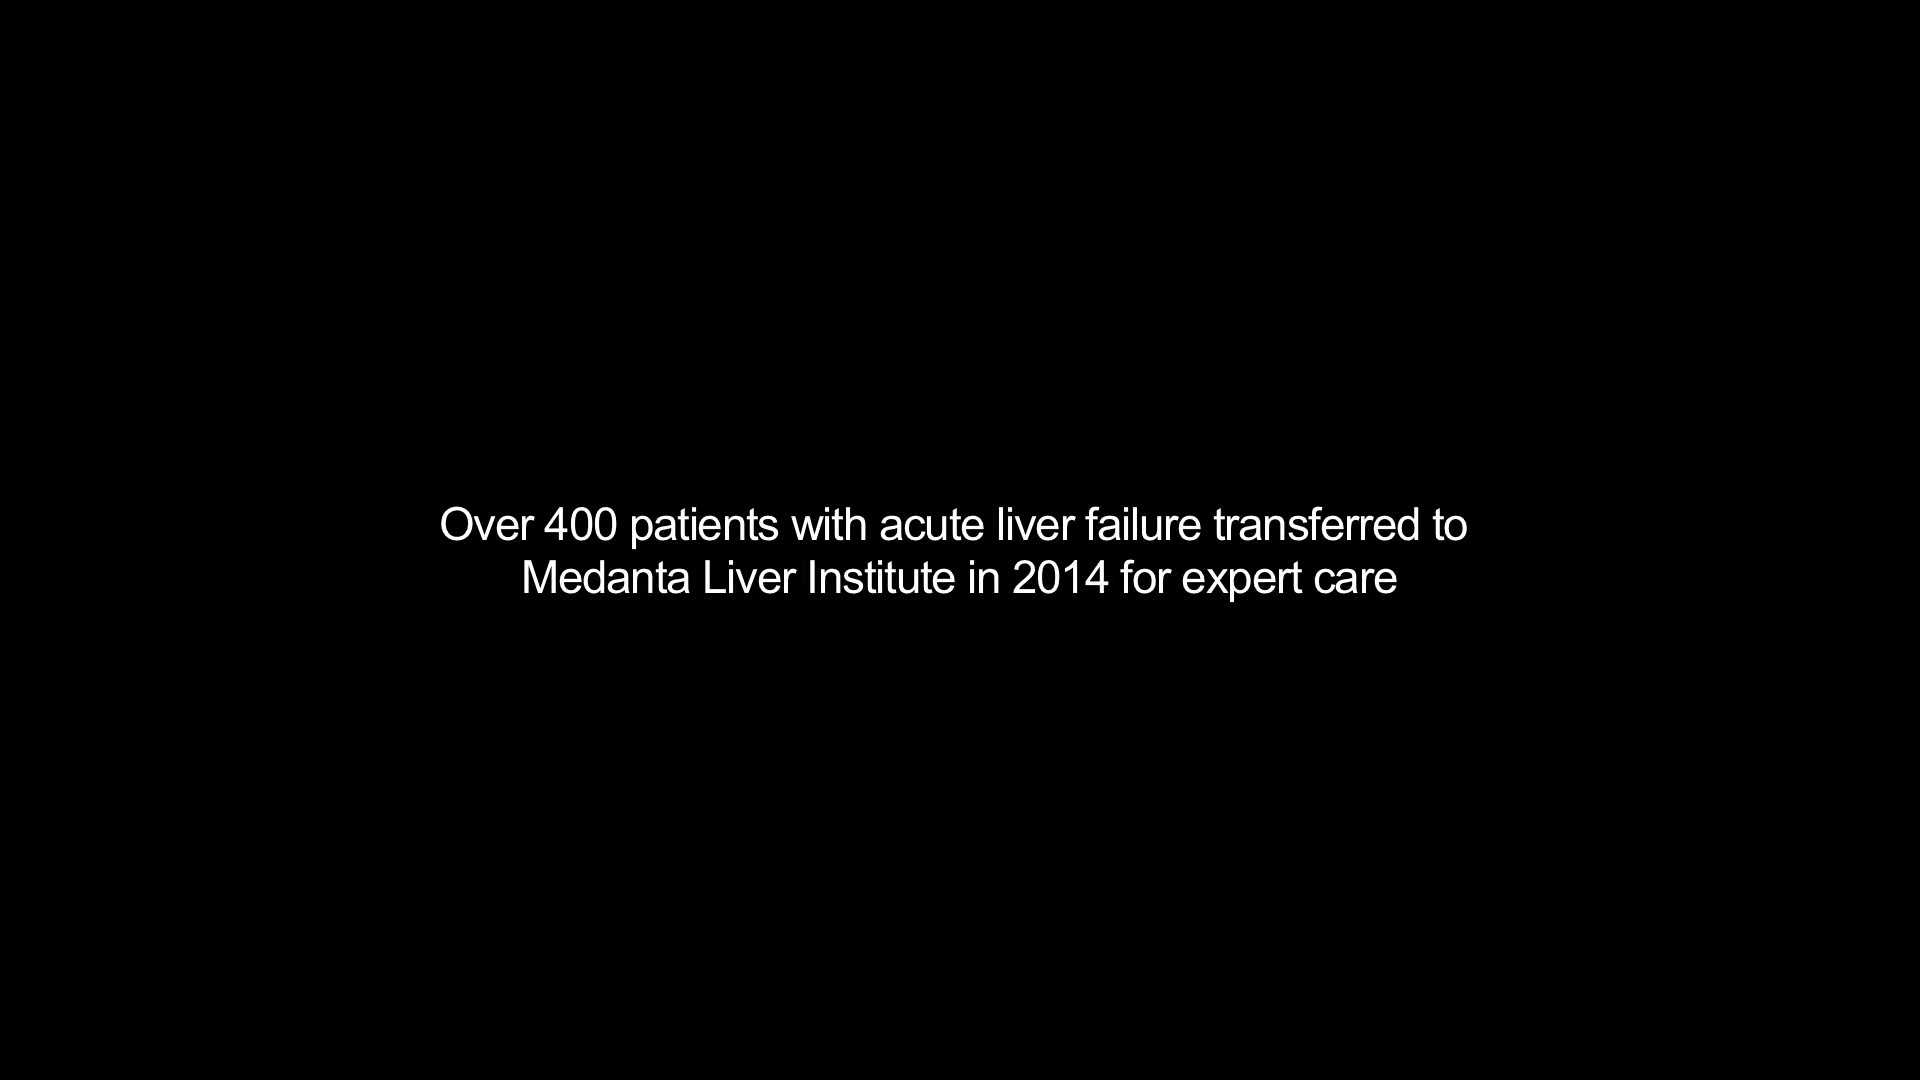 Over 400 patients with acute liver failure transferred to
Medanta Liver Institute in 2014 for expert care